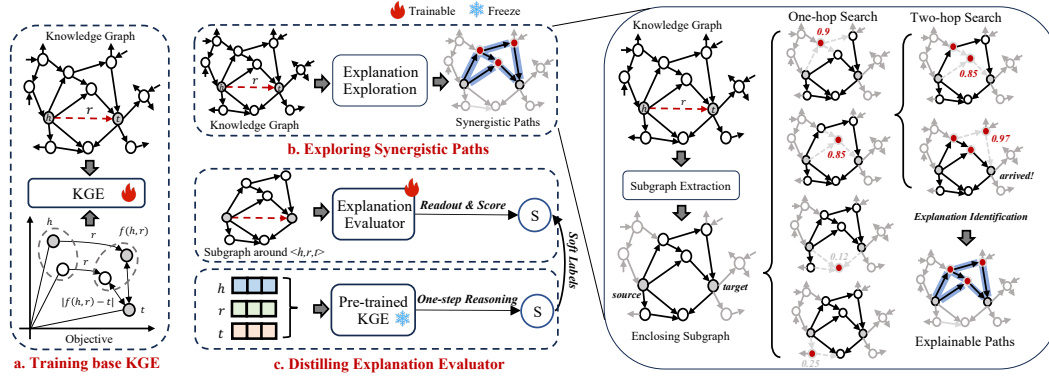 Trainable
Freeze
Knowledge Graph
h
r
t
KGE
h
r
f(h,r)
r
|f(h,r) − t|
t
Objective
a. Training base KGE
h
r
t
Knowledge Graph
Explanation
Exploration
Synergistic Paths
b. Exploring Synergistic Paths
Subgraph around <h,r,t>
Explanation
Evaluator
Readout & Score
S
Soft Labels
h
r
t
Pre-trained
KGE
One-step Reasoning
S
c. Distilling Explanation Evaluator
Knowledge Graph
h
r
t
Subgraph Extraction
source
target
Enclosing Subgraph
One-hop Search
0.9
0.85
0.12
0.25
Two-hop Search
0.85
0.97
arrived!
Explanation Identification
Explainable Paths